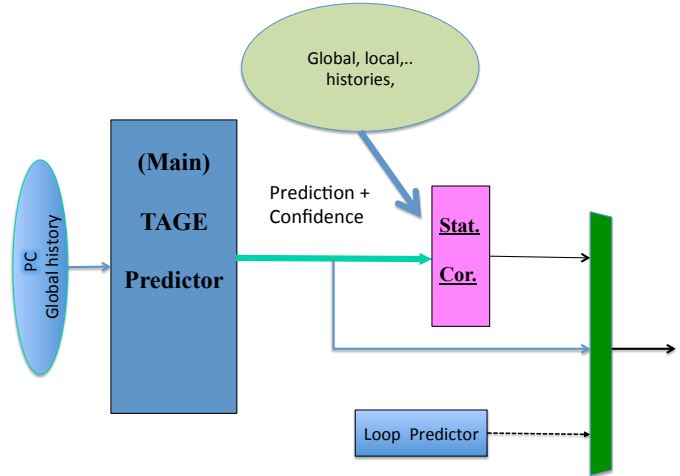 Global, local,..
histories,
(Main)
TAGE
Predictor
PC
Global history
Prediction +
Confidence
Stat.
Cor.
Loop Predictor